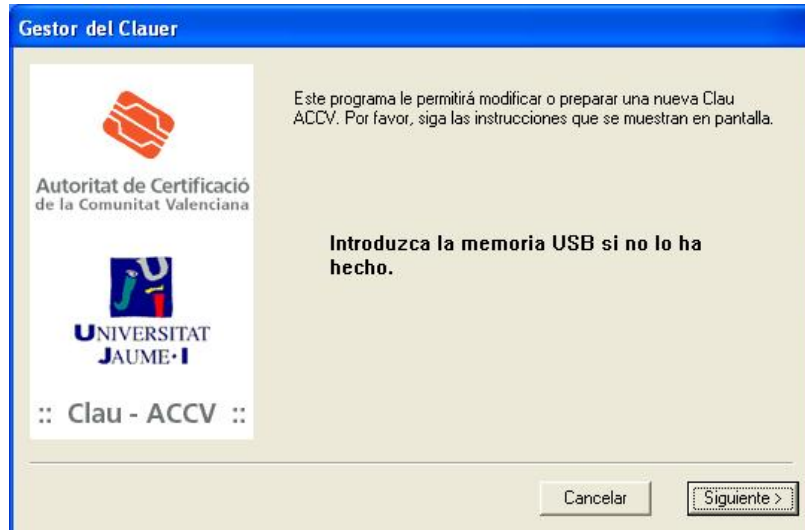 Gestor del Clauer
Este programa le permitirá modificar o preparar una nueva Clau
ACCV. Por favor, siga las instrucciones que se muestran en pantalla.
Autoritat de Certificació
de la Comunitat Valenciana
Introduzca la memoria USB si no lo ha
hecho.
UNIVERSITAT
JAUME·I
:: Clau - ACCV ::
Cancelar
Siguiente >